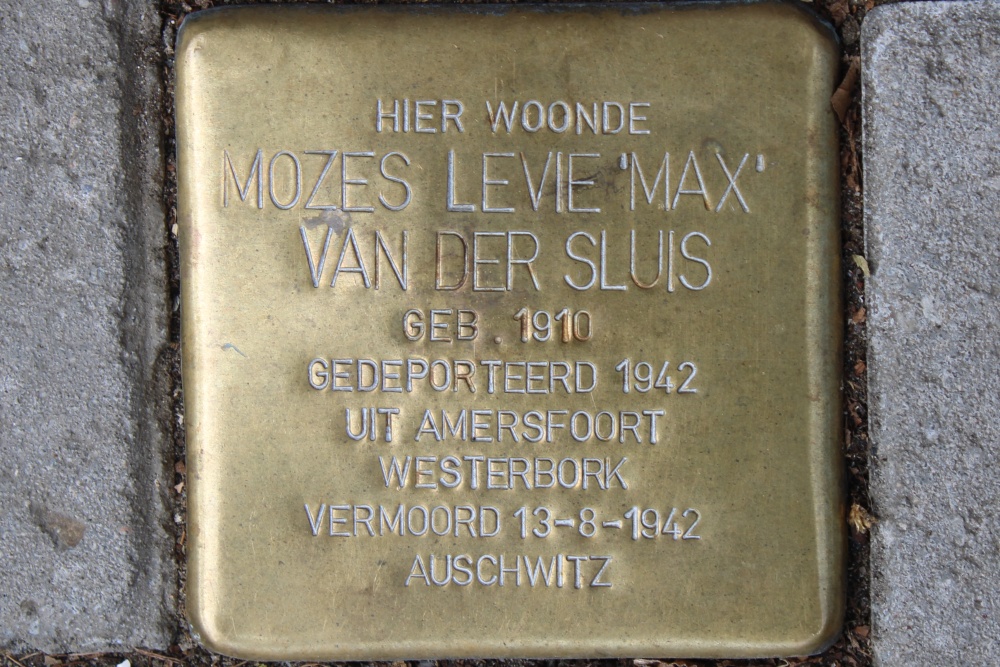 HIER WOONDE
MOZES LEVIE 'MAX'
VAN DER SLUIS
GEB. 1910
GEDEPORTEERD 1942
UIT AMERSFOORT
WESTERBORK
VERMOORD 13-8-1942
AUSCHWITZ